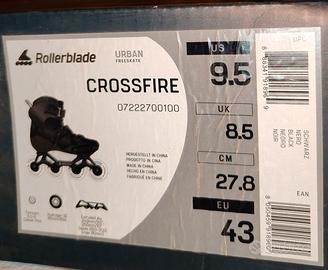 Rollerblade
URBAN
FREESKATE
CROSSFIRE
07222700100
HERGESTELLT IN CHINA
PRODOTTO IN CINA
MADE IN CHINA
HECHO EN CHINA
FABRIQUÉ EN CHINE
US
9.5
UK
8.5
CM
27.8
EU
43
SCHWARZ
NERO
BLACK
NEGRO
NOIR
UPC
EAN